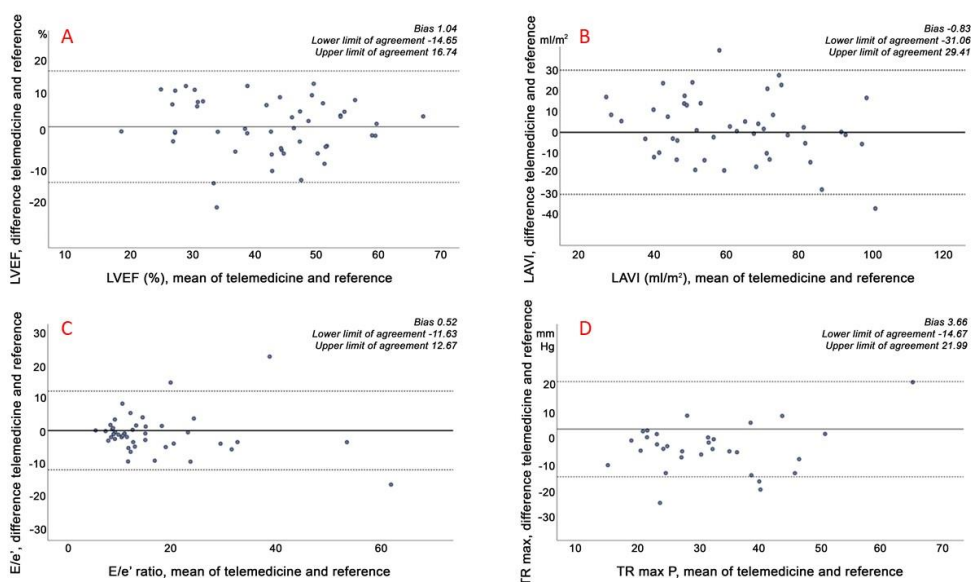 A
%
Bias 1.04
Lower limit of agreement -14.65
Upper limit of agreement 16.74
20
10
0
-10
-20
LVEF, difference telemedicine and reference
10 20 30 40 50 60 70
LVEF (%), mean of telemedicine and reference
B
ml/m²
Bias -0.83
Lower limit of agreement -31.06
Upper limit of agreement 29.41
40
30
20
10
0
-10
-20
-30
-40
LAVI, difference telemedicine and reference
20 40 60 80 100 120
LAVI (ml/m²), mean of telemedicine and reference
C
Bias 0.52
Lower limit of agreement -11.63
Upper limit of agreement 12.67
30
20
10
0
-10
-20
-30
E/e', difference telemedicine and reference
0 20 40 60
E/e' ratio, mean of telemedicine and reference
D
mm
Hg
Bias 3.66
Lower limit of agreement -14.67
Upper limit of agreement 21.99
20
10
0
-10
-20
-30
TR max, difference telemedicine and reference
10 20 30 40 50 60 70
TR max P, mean of telemedicine and reference